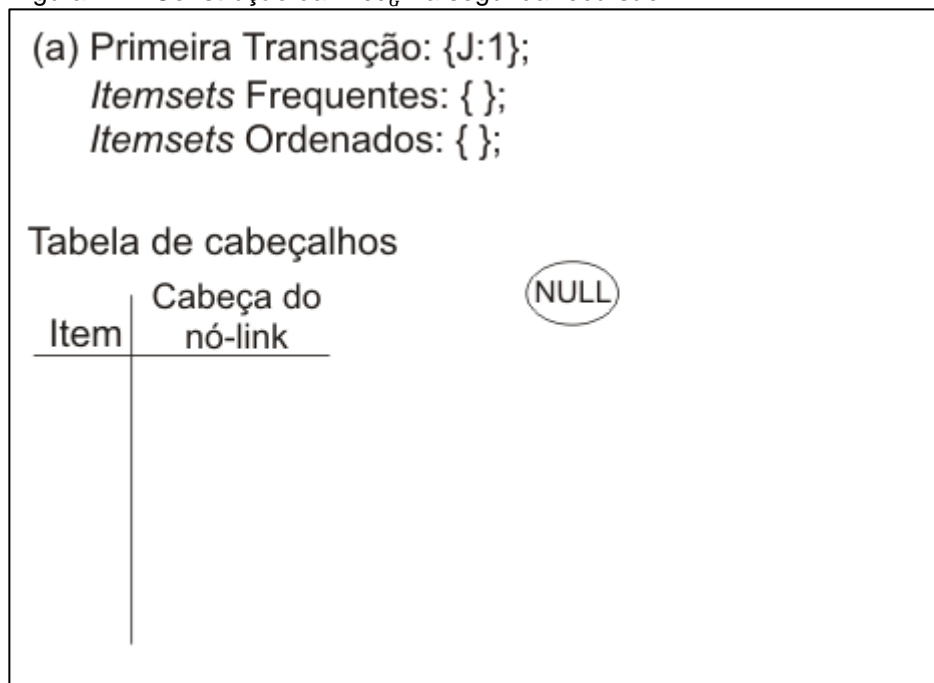 (a) Primeira Transação: {J:1};
Itemsets Frequentes: { };
Itemsets Ordenados: { };
Tabela de cabeçalhos
Item
Cabeça do
nó-link
NULL